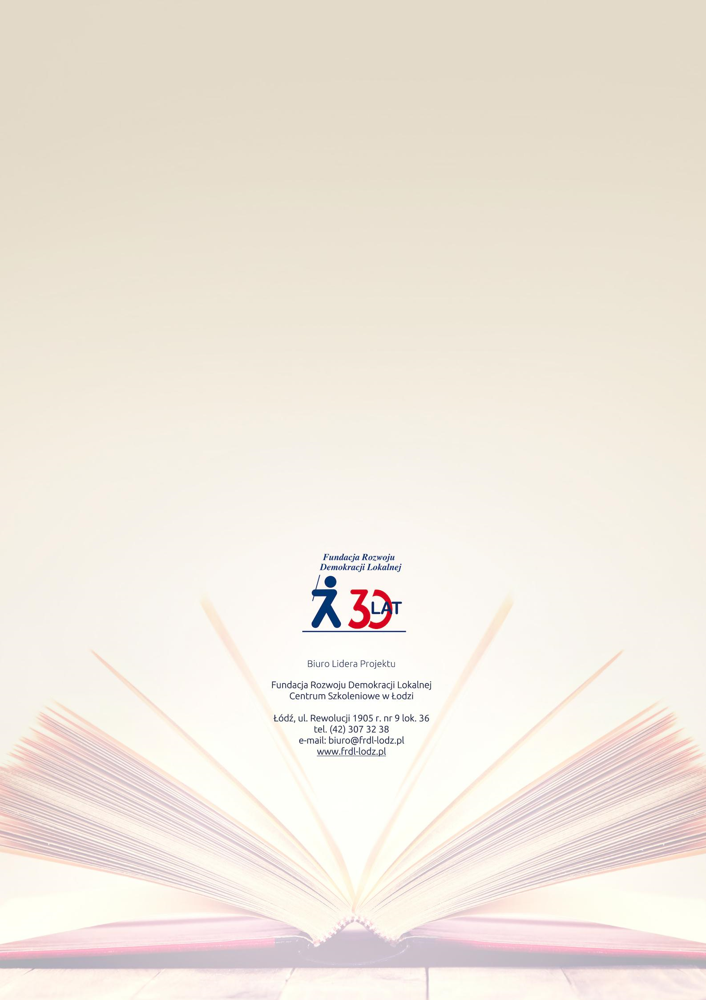 Fundacja Rozwoju
Demokracji Lokalnej
30 LAT
Biuro Lidera Projektu
Fundacja Rozwoju Demokracji Lokalnej
Centrum Szkoleniowe w Łodzi
Łódź, ul. Rewolucji 1905 r. nr 9 lok. 36
tel. (42) 307 32 38
e-mail: biuro@frdl-lodz.pl
www.frdl-lodz.pl